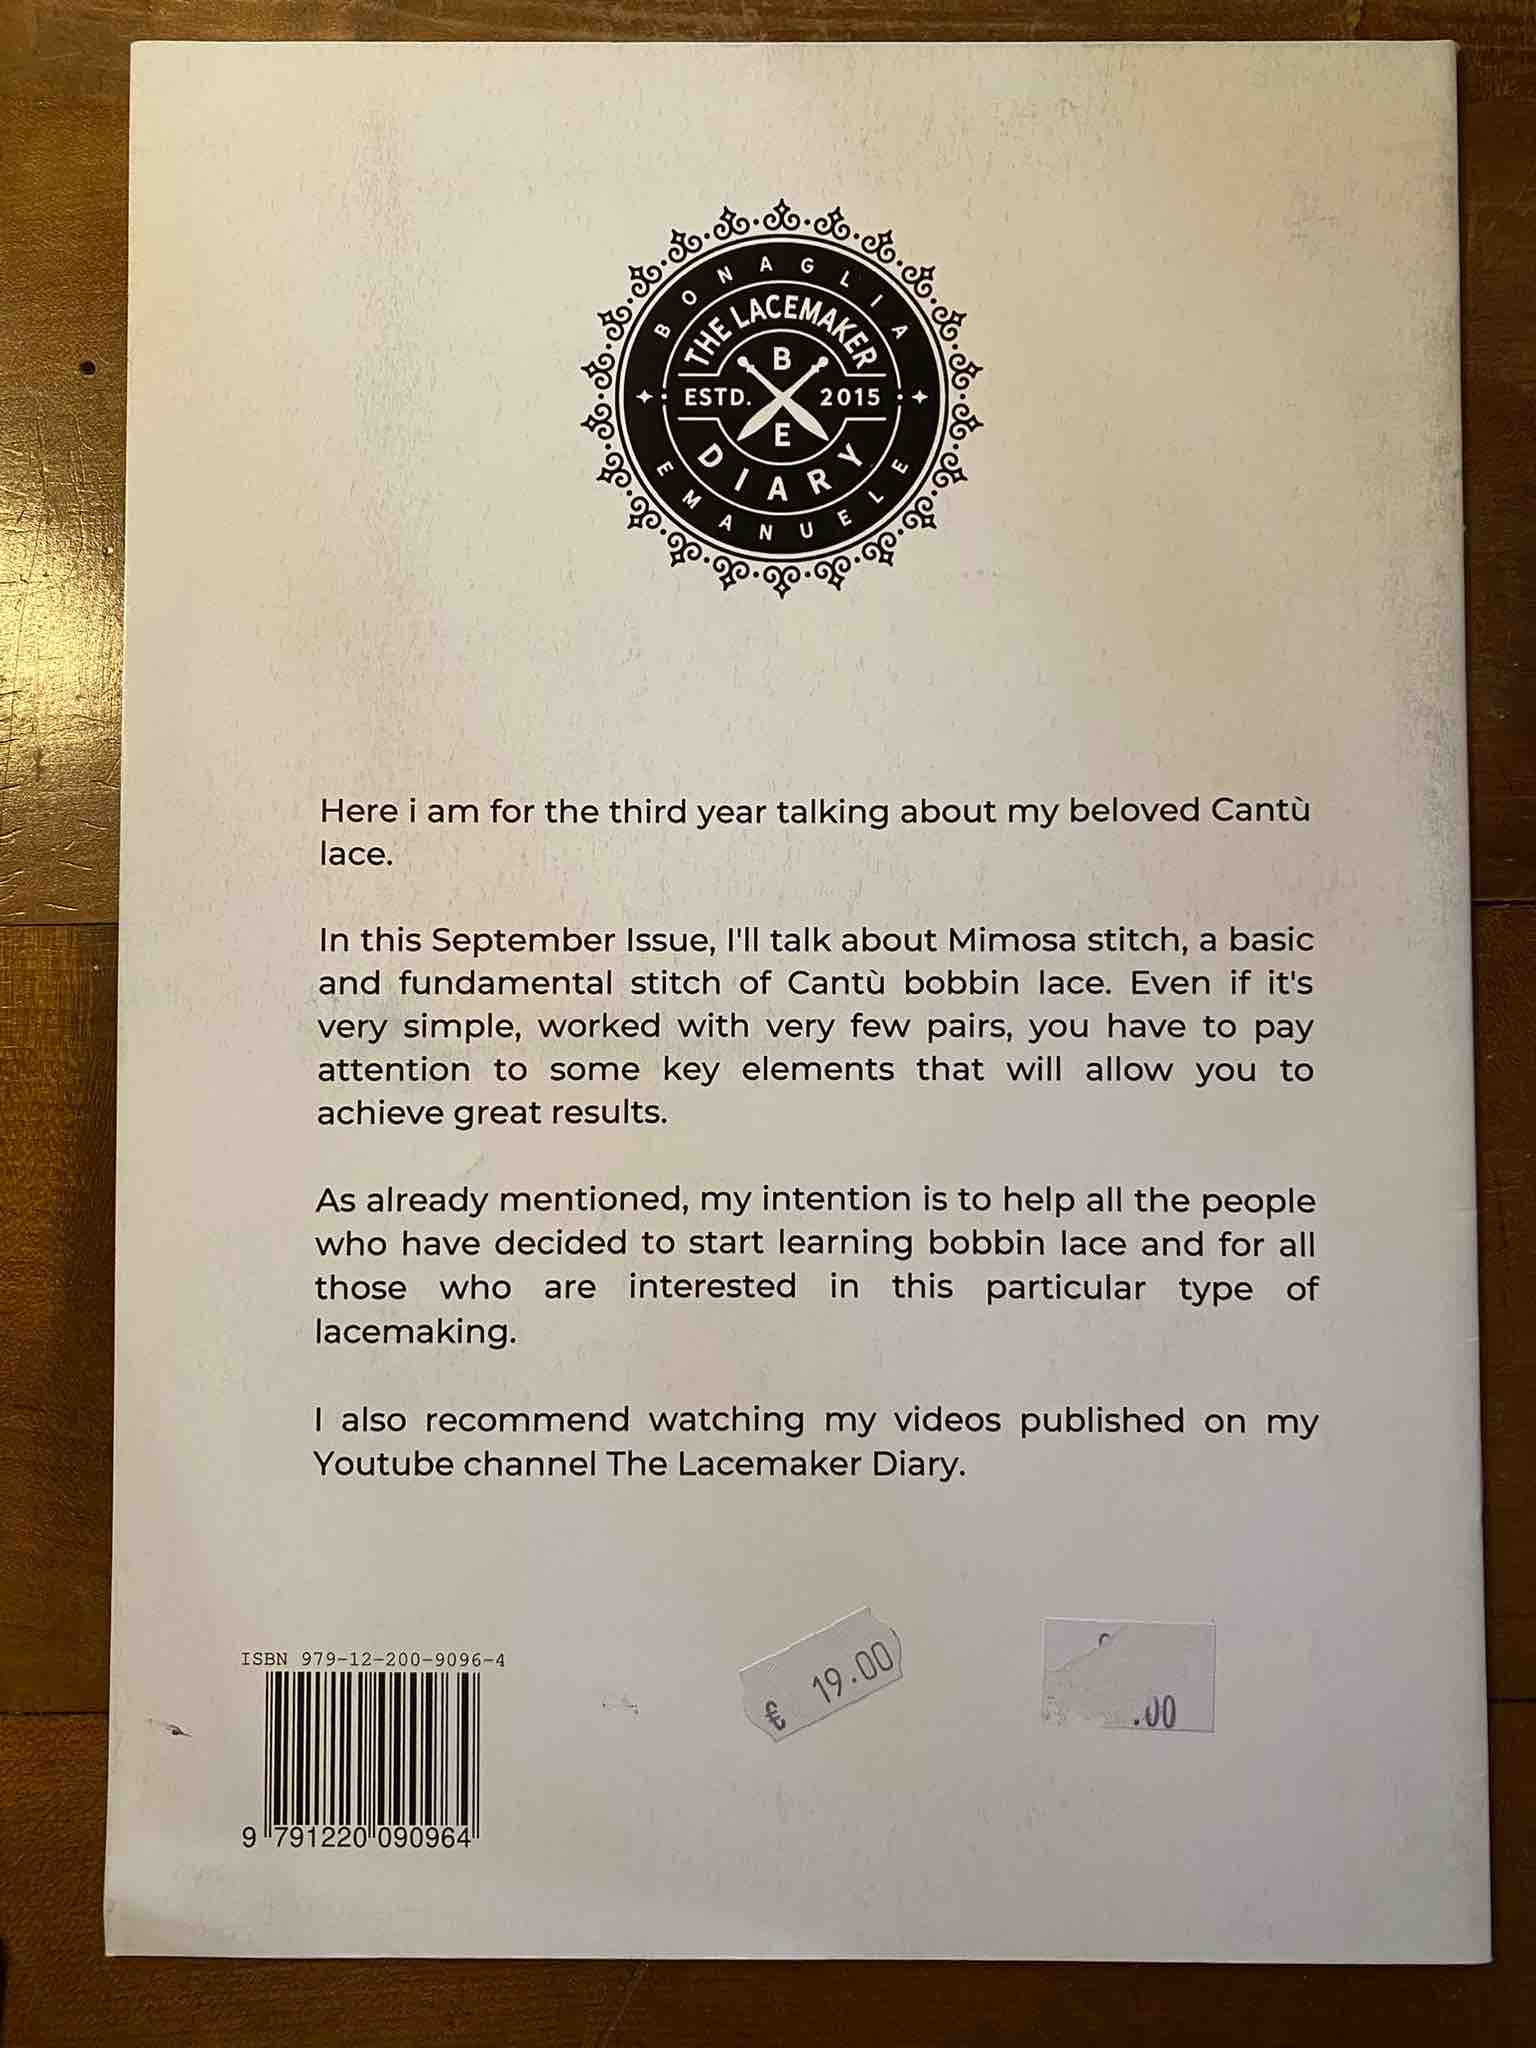 BONAGLIA
THE LACEMAKER
B
ESTD. 2015
E
DIARY
EMANUELE
Here i am for the third year talking about my beloved Cantù
lace.
In this September Issue, I'll talk about Mimosa stitch, a basic
and fundamental stitch of Cantù bobbin lace. Even if it's
very simple, worked with very few pairs, you have to pay
attention to some key elements that will allow you to
achieve great results.
As already mentioned, my intention is to help all the people
who have decided to start learning bobbin lace and for all
those who are interested in this particular type of
lacemaking.
I also recommend watching my videos published on my
Youtube channel The Lacemaker Diary.
ISBN 979-12-200-9096-4
9 791220 090964
€ 19.00
.00